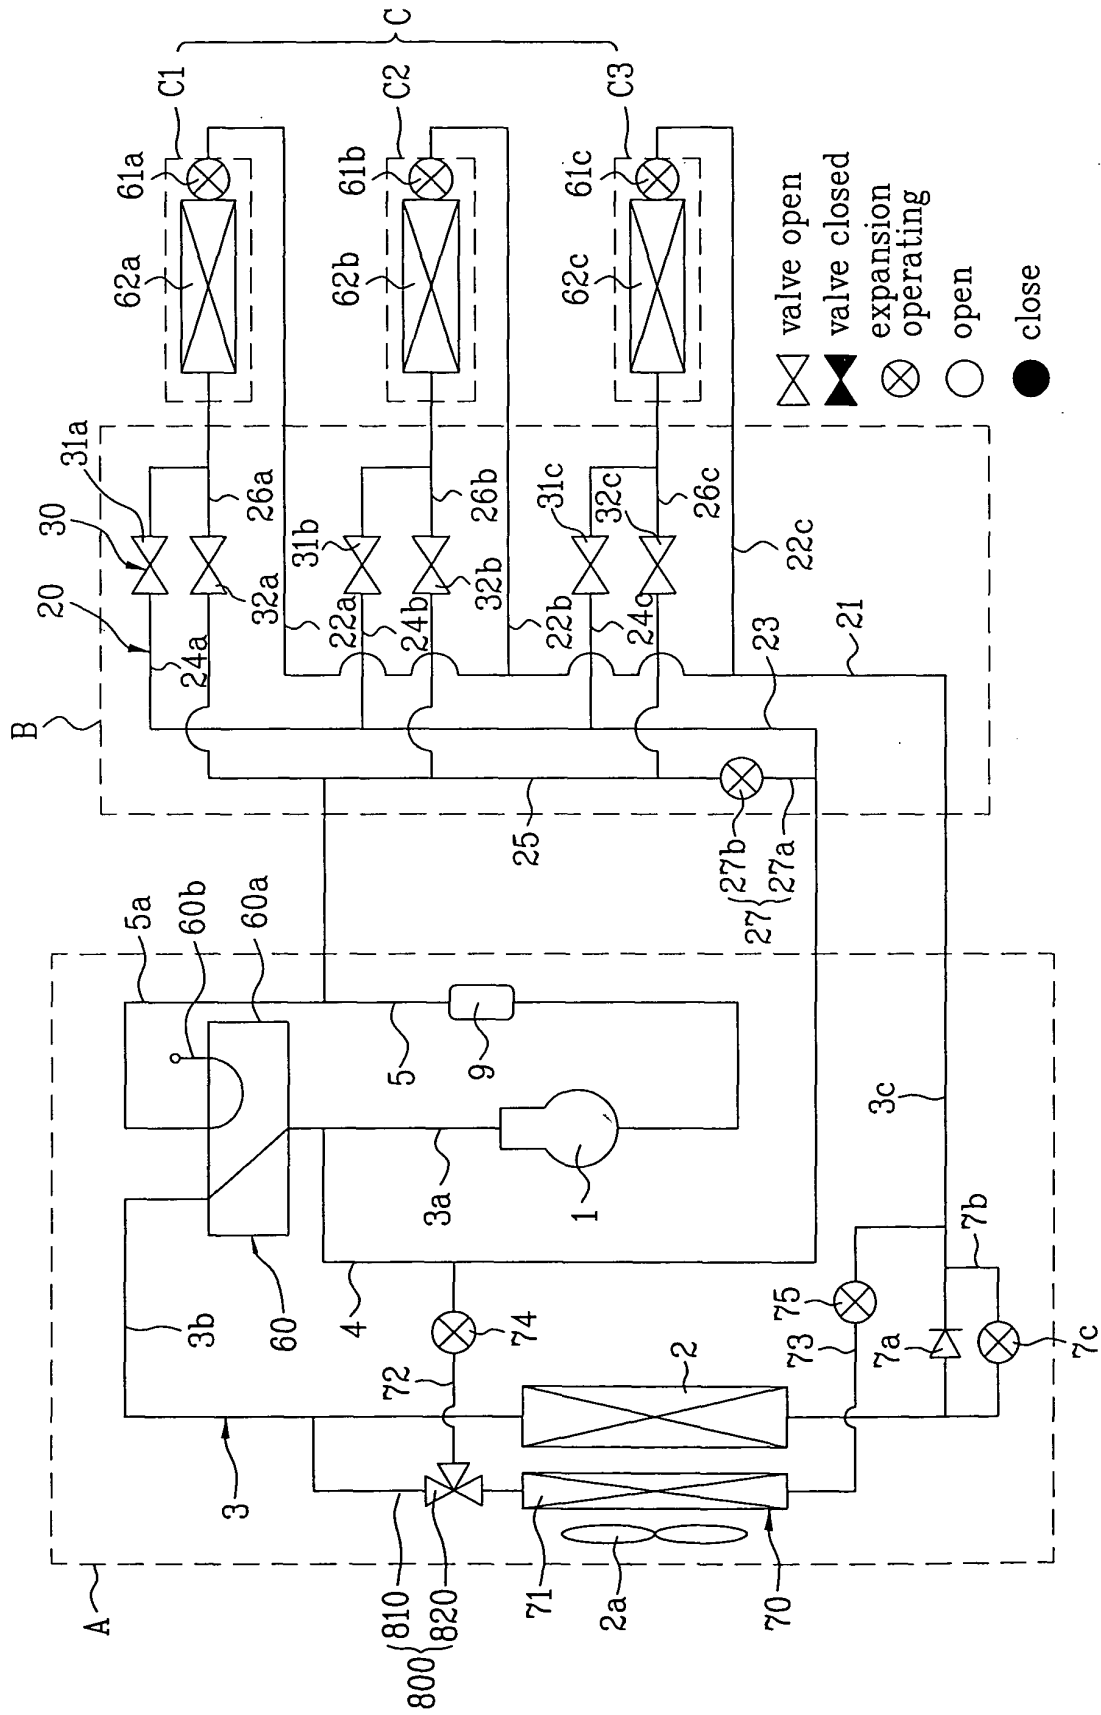 C
C1
C2
C3
61a
61b
61c
62a
62b
62c
valve open
valve closed
expansion
operating
open
close
B
20
30
31a
24a
32a
26a
22a
31b
24b
32b
26b
22b
31c
32c
24c
26c
22c
23
21
25
27b
27a
27
5a
60b
60a
5
9
3c
3a
1
3b
60
4
74
72
75
73
7a
7b
7c
2
3
A
810
820
800
71
2a
70